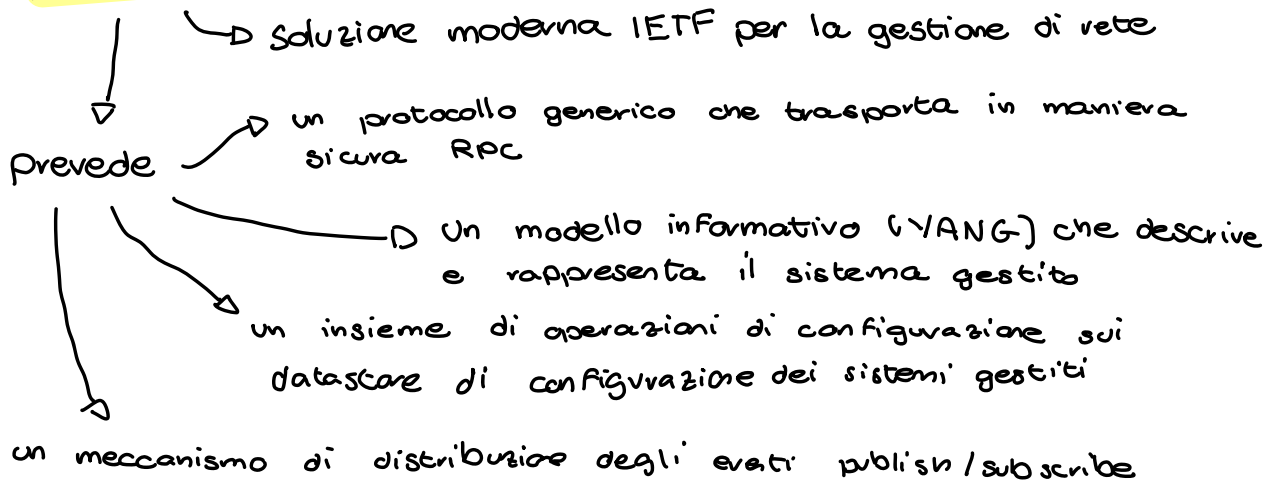 soluzione moderna IETF per la gestione di rete
un protocollo generico che trasporta in maniera
sicura RPC
prevede
un modello informativo (YANG) che descrive
e rappresenta il sistema gestito
un insieme di operazioni di configurazione sui
datastore di configurazione dei sistemi gestiti
un meccanismo di distribuzione degli eventi publish/subscribe